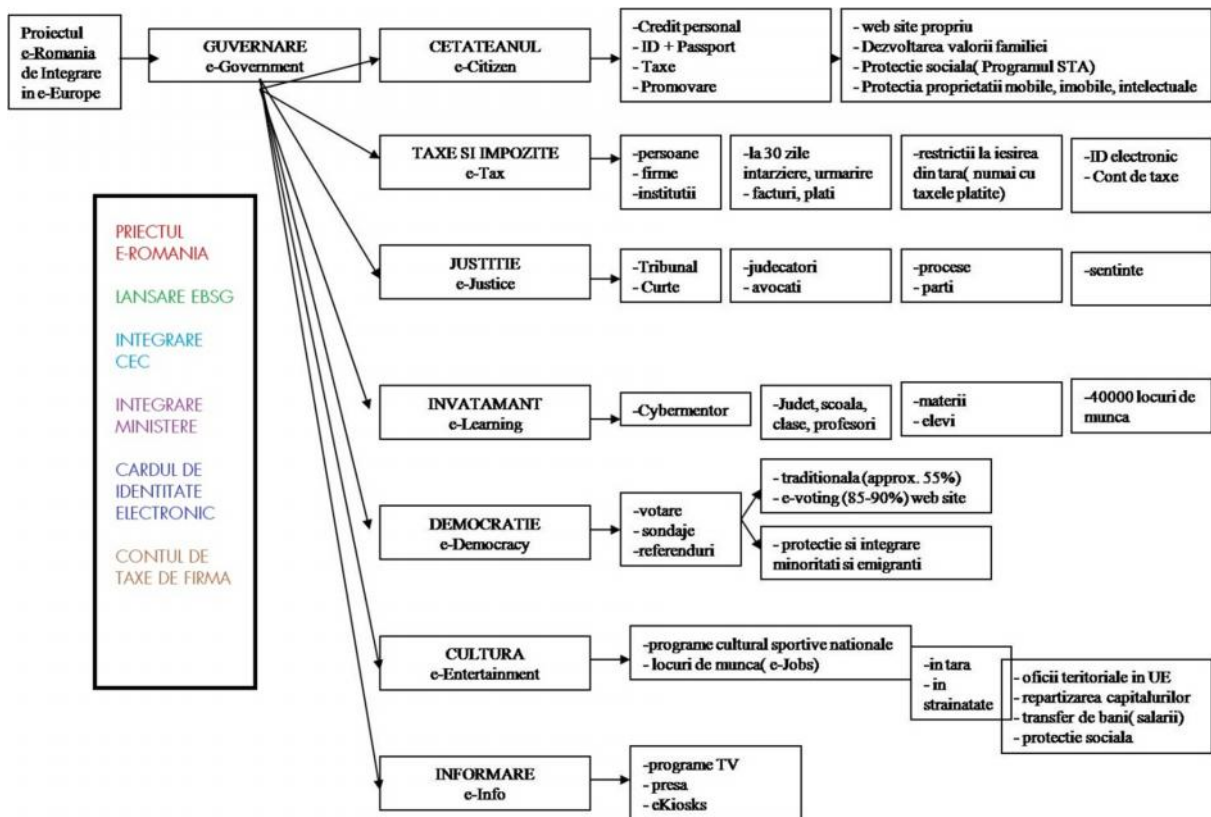 Proiectul
e-Romania
de Integrare
in e-Europe
GUVERNARE
e-Government
CETATEANUL
e-Citizen
-Credit personal
- ID + Passport
- Taxe
- Promovare
- web site propriu
- Dezvoltarea valorii familiei
- Protectie sociala( Programul STA)
- Protectia proprietatii mobile, imobile, intelectuale
TAXE SI IMPOZITE
e-Tax
-persoane
- firme
-institutii
-la 30 zile
intarziere, urmarire
- facturi, plati
-restrictii la iesirea
din tara( numai cu
taxele platite)
-ID electronic
- Cont de taxe
PRIECTUL
E-ROMANIA
LANSARE EBSG
INTEGRARE
CEC
INTEGRARE
MINISTERE
CARDUL DE
IDENTITATE
ELECTRONIC
CONTUL DE
TAXE DE FIRMA
JUSTITIE
e-Justice
-Tribunal
- Curte
-judecatori
- avocati
-procese
- parti
-sentinte
INVATAMANT
e-Learning
-Cybermentor
-Judet, scoala,
clase, profesori
-materii
- elevi
-40000 locuri de
munca
DEMOCRATIE
e-Democracy
-votare
- sondaje
-referenduri
- traditionala (approx. 55%)
- e-voting (85-90%) web site
- protectie si integrare
minoritati si emigranti
CULTURA
e-Entertainment
-programe cultural sportive nationale
- locuri de munca( e-Jobs)
-in tara
- in
strainatate
- oficii teritoriale in UE
- repartizarea capitalurilor
- transfer de bani( salarii)
- protectie sociala
INFORMARE
e-Info
-programe TV
- presa
- eKiosks